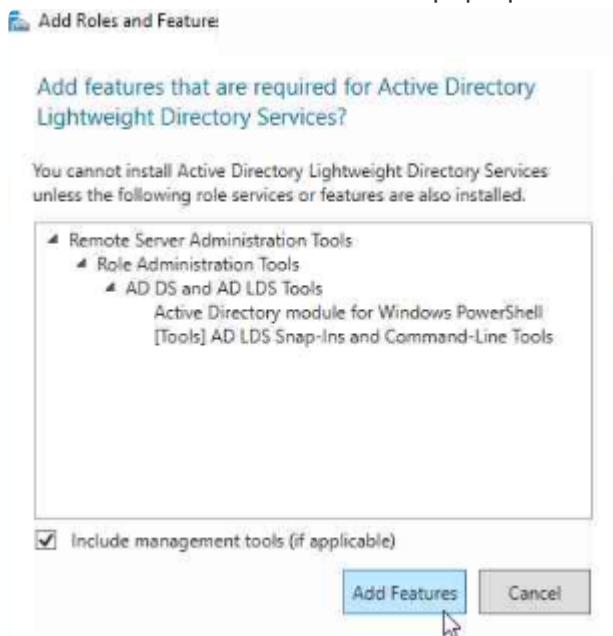 Add Roles and Features
Add features that are required for Active Directory
Lightweight Directory Services?
You cannot install Active Directory Lightweight Directory Services
unless the following role services or features are also installed.
Remote Server Administration Tools
Role Administration Tools
AD DS and AD LDS Tools
Active Directory module for Windows PowerShell
[Tools] AD LDS Snap-Ins and Command-Line Tools
Include management tools (if applicable)
Add Features
Cancel